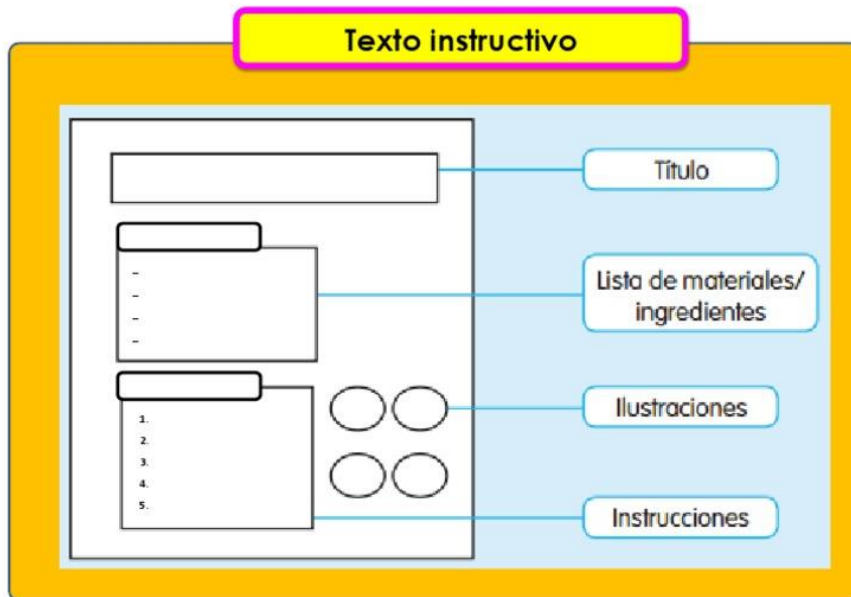 Texto instructivo
Título
–
–
–
–
Lista de materiales/
ingredientes
1.
2.
3.
4.
5.
Ilustraciones
Instrucciones